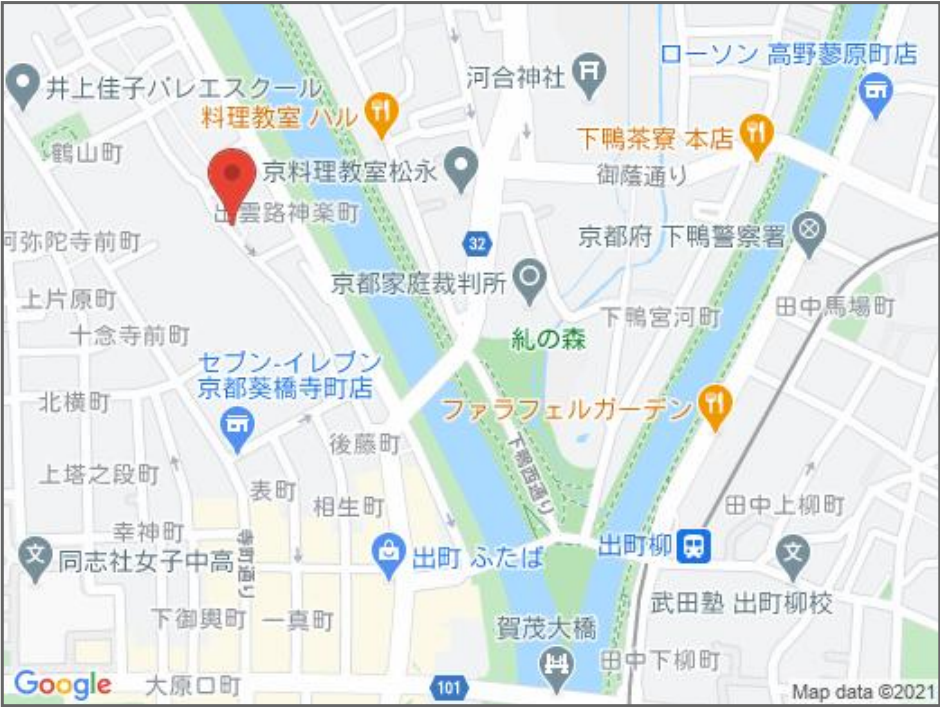 ローソン 高野蓼原町店
河合神社
井上佳子バレエスクール
料理教室 ハル
下鴨茶寮 本店
鶴山町
京料理教室松永
御蔭通り
出雲路神楽町
阿弥陀寺前町
32
京都府 下鴨警察署
京都家庭裁判所
上片原町
下鴨宮河町
田中馬場町
十念寺前町
糺の森
セブン-イレブン
京都葵橋寺町店
北横町
ファラフェルガーデン
後藤町
下鴨西通り
上塔之段町
表町
相生町
田中上柳町
幸神町
寺町通り
同志社女子中高
出町 ふたば
出町柳
武田塾 出町柳校
下御輿町
一真町
賀茂大橋
田中下柳町
Google
大原口町
101
Map data ©2021